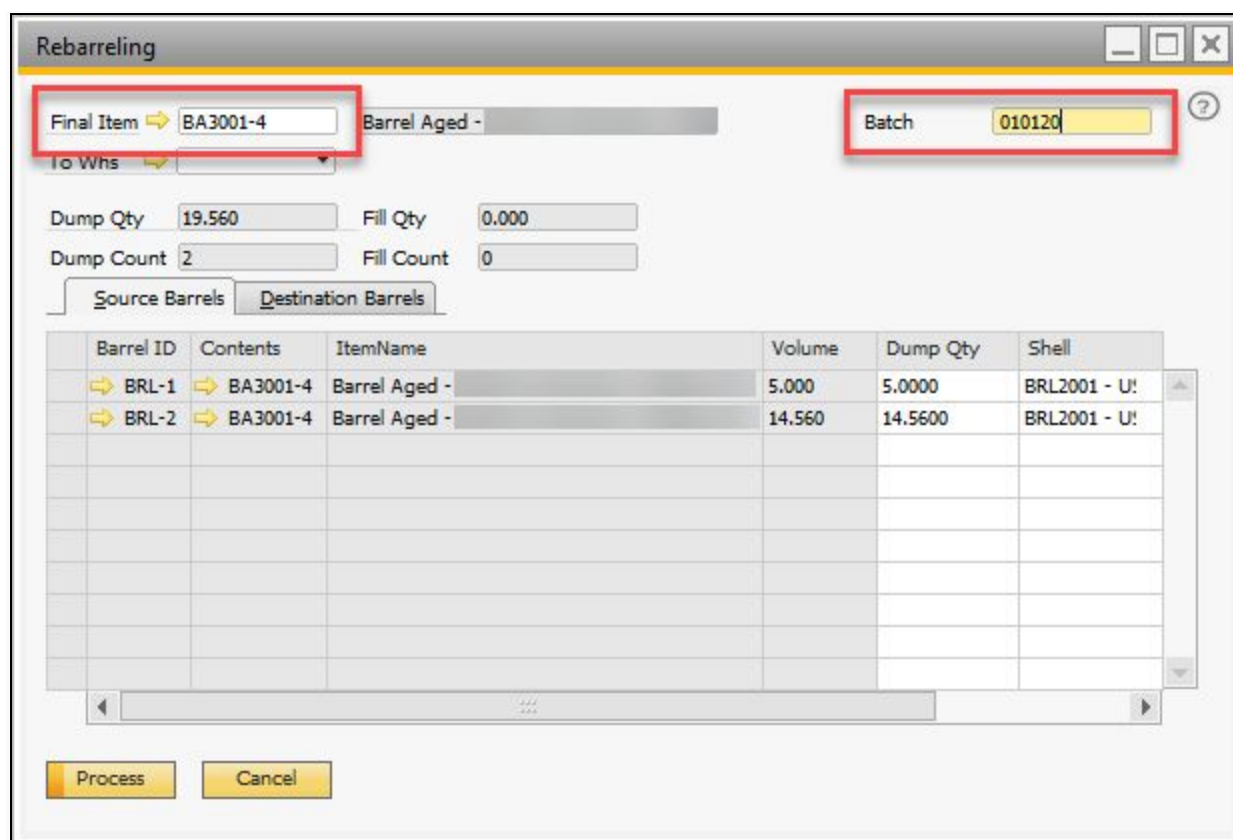 Rebarreling
Final Item BA3001-4 Barrel Aged - Batch 010120
To Whs
Dump Qty 19.560 Fill Qty 0.000
Dump Count 2 Fill Count 0
Source Barrels Destination Barrels
Barrel ID Contents ItemName Volume Dump Qty Shell
BRL-1 BA3001-4 Barrel Aged - 5.000 5.0000 BRL2001 -
BRL-2 BA3001-4 Barrel Aged - 14.560 14.5600 BRL2001 -
Process Cancel